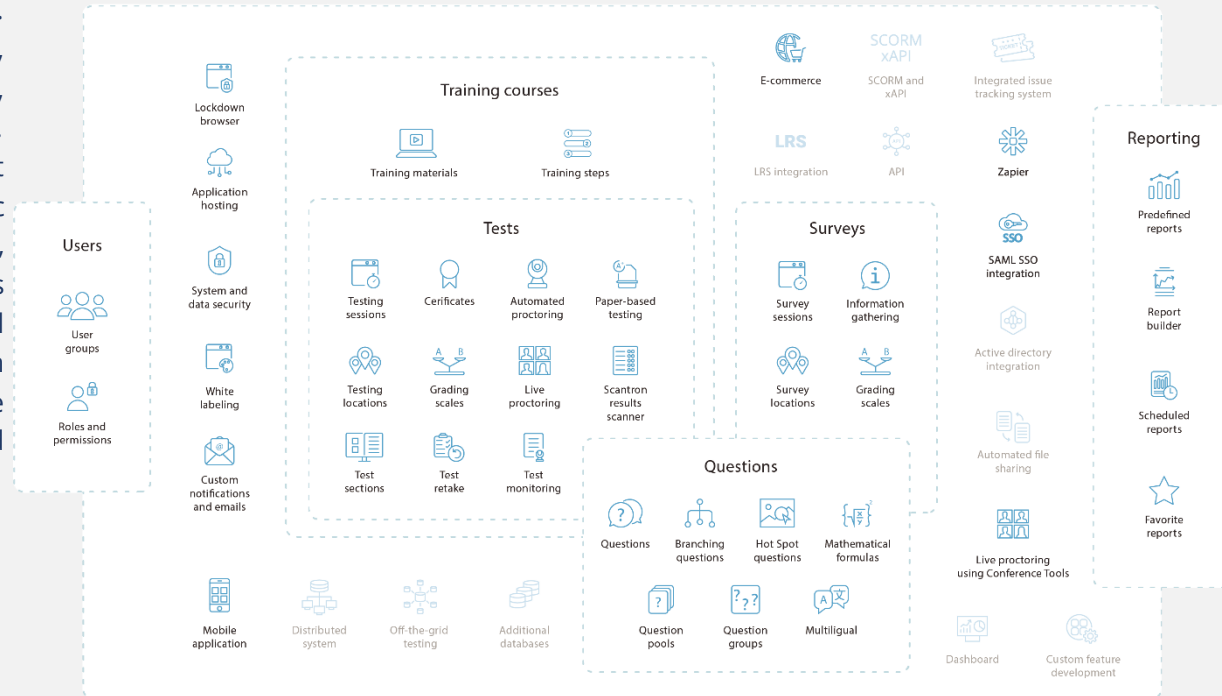 Lockdown
browser
Application
hosting
System and
data security
White
labeling
Custom
notifications
and emails
Mobile
application
Users
User
groups
Roles and
permissions
Training courses
Training materials
Training steps
Tests
Testing
sessions
Cerificates
Automated
proctoring
Paper-based
testing
Testing
locations
Grading
scales
Live
proctoring
Scantron
results
scanner
Test
sections
Test
retake
Test
monitoring
Surveys
Survey
sessions
Information
gathering
Survey
locations
Grading
scales
Questions
Questions
Branching
questions
Hot Spot
questions
Mathematical
formulas
Question
pools
Question
groups
Multiligual
Distributed
system
Off-the-grid
testing
Additional
databases
E-commerce
SCORM
xAPI
SCORM and
xAPI
Integrated issue
tracking system
LRS
LRS integration
API
Zapier
SSO
SAML SSO
integration
Active directory
integration
Automated file
sharing
Live proctoring
using Conference Tools
Dashboard
Custom feature
development
Reporting
Predefined
reports
Report
builder
Scheduled
reports
Favorite
reports